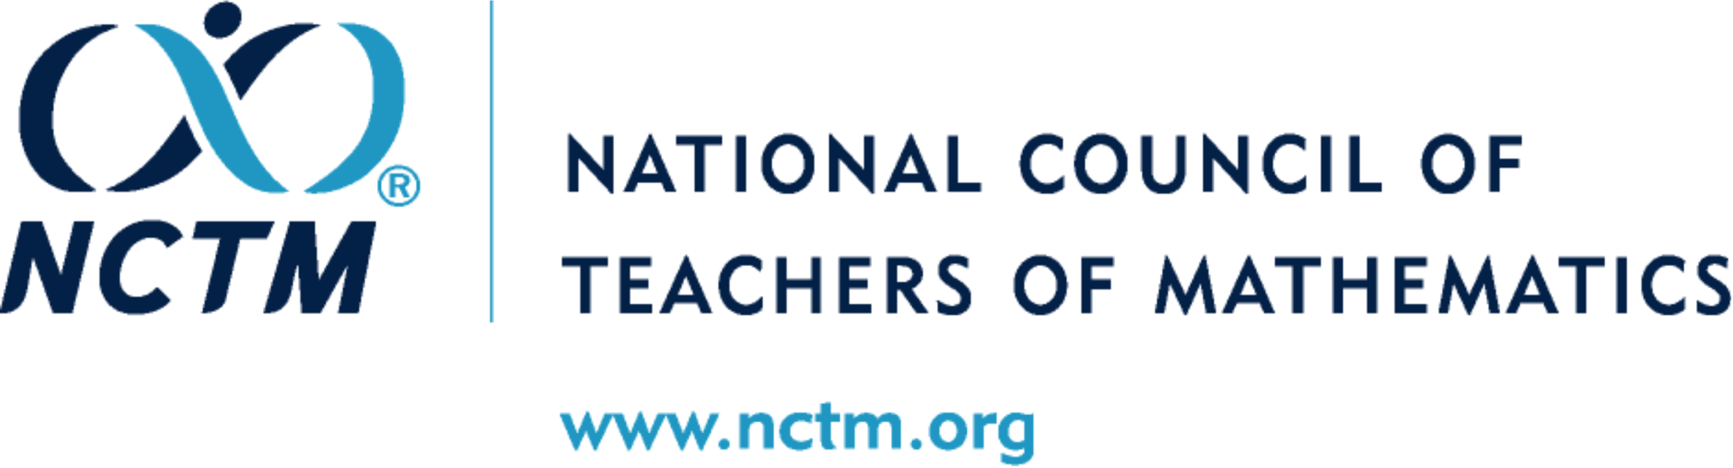 ®
NCTM
NATIONAL COUNCIL OF
TEACHERS OF MATHEMATICS
www.nctm.org